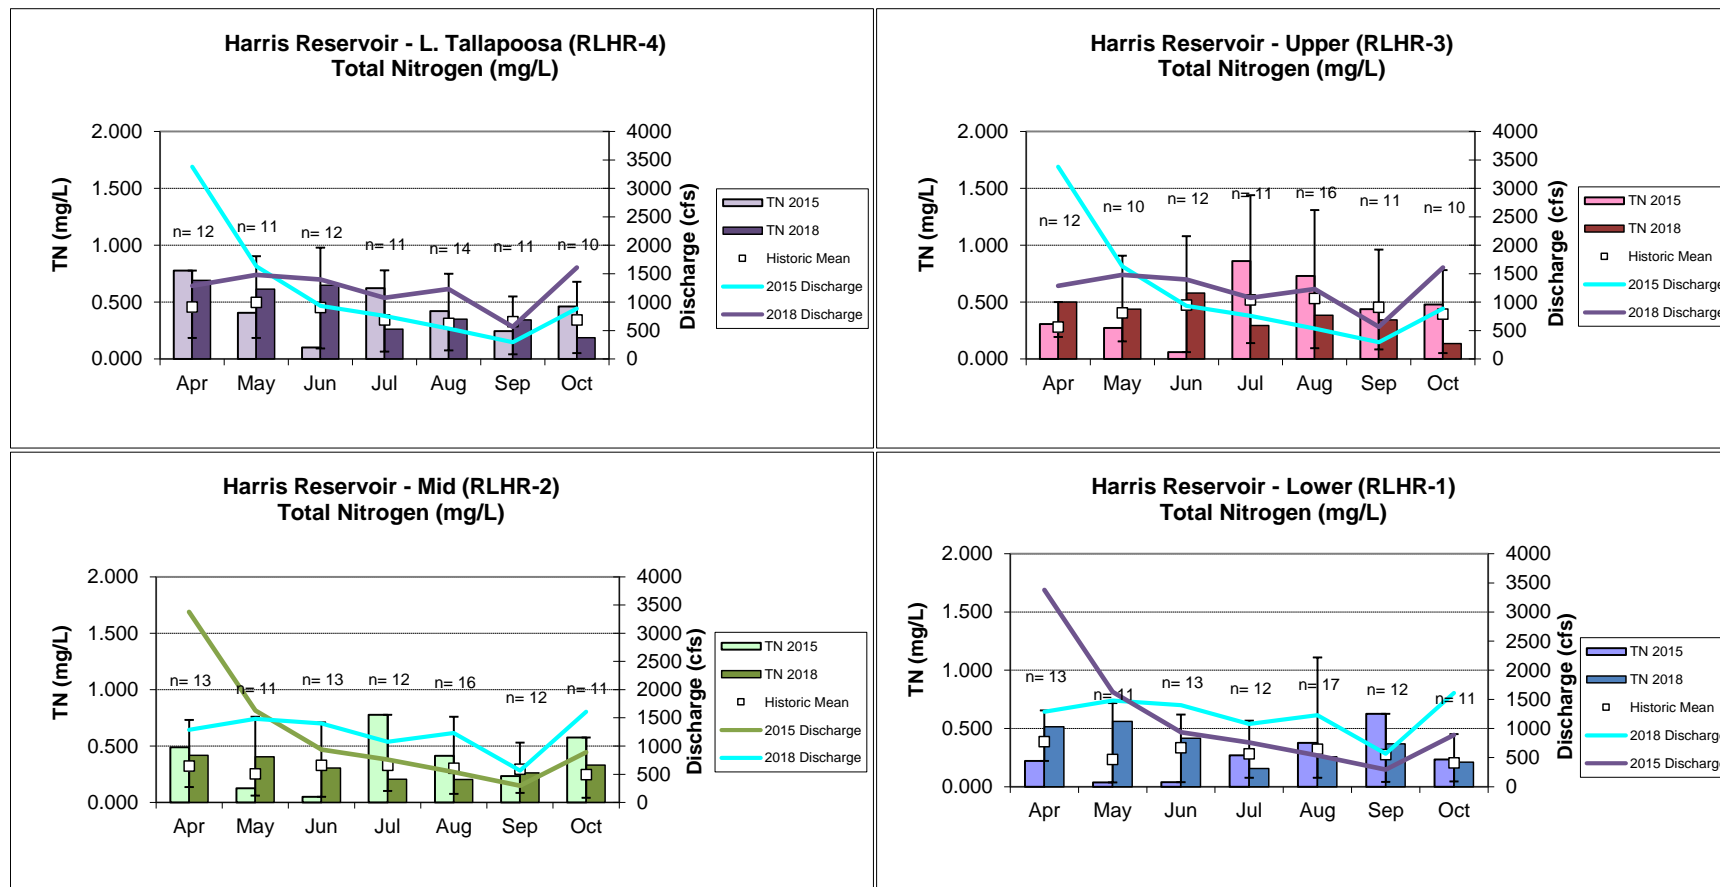 Harris Reservoir - L. Tallapoosa (RLHR-4)
Total Nitrogen (mg/L)
TN (mg/L)
2.000
1.500
1.000
0.500
0.000
n= 12
n= 11
n= 12
n= 11
n= 14
n= 11
n= 10
Apr May Jun Jul Aug Sep Oct
4000
3500
3000
2500
2000
1500
1000
500
0
Discharge (cfs)
TN 2015
TN 2018
Historic Mean
2015 Discharge
2018 Discharge
Harris Reservoir - Upper (RLHR-3)
Total Nitrogen (mg/L)
TN (mg/L)
2.000
1.500
1.000
0.500
0.000
n= 12
n= 10
n= 12
n= 11
n= 16
n= 11
n= 10
Apr May Jun Jul Aug Sep Oct
4000
3500
3000
2500
2000
1500
1000
500
0
Discharge (cfs)
TN 2015
TN 2018
Historic Mean
2015 Discharge
2018 Discharge
Harris Reservoir - Mid (RLHR-2)
Total Nitrogen (mg/L)
TN (mg/L)
2.000
1.500
1.000
0.500
0.000
n= 13
n= 11
n= 13
n= 12
n= 16
n= 12
n= 11
Apr May Jun Jul Aug Sep Oct
4000
3500
3000
2500
2000
1500
1000
500
0
Discharge (cfs)
TN 2015
TN 2018
Historic Mean
2015 Discharge
2018 Discharge
Harris Reservoir - Lower (RLHR-1)
Total Nitrogen (mg/L)
TN (mg/L)
2.000
1.500
1.000
0.500
0.000
n= 13
n= 11
n= 13
n= 12
n= 17
n= 12
n= 11
Apr May Jun Jul Aug Sep Oct
4000
3500
3000
2500
2000
1500
1000
500
0
Discharge (cfs)
TN 2015
TN 2018
Historic Mean
2018 Discharge
2015 Discharge